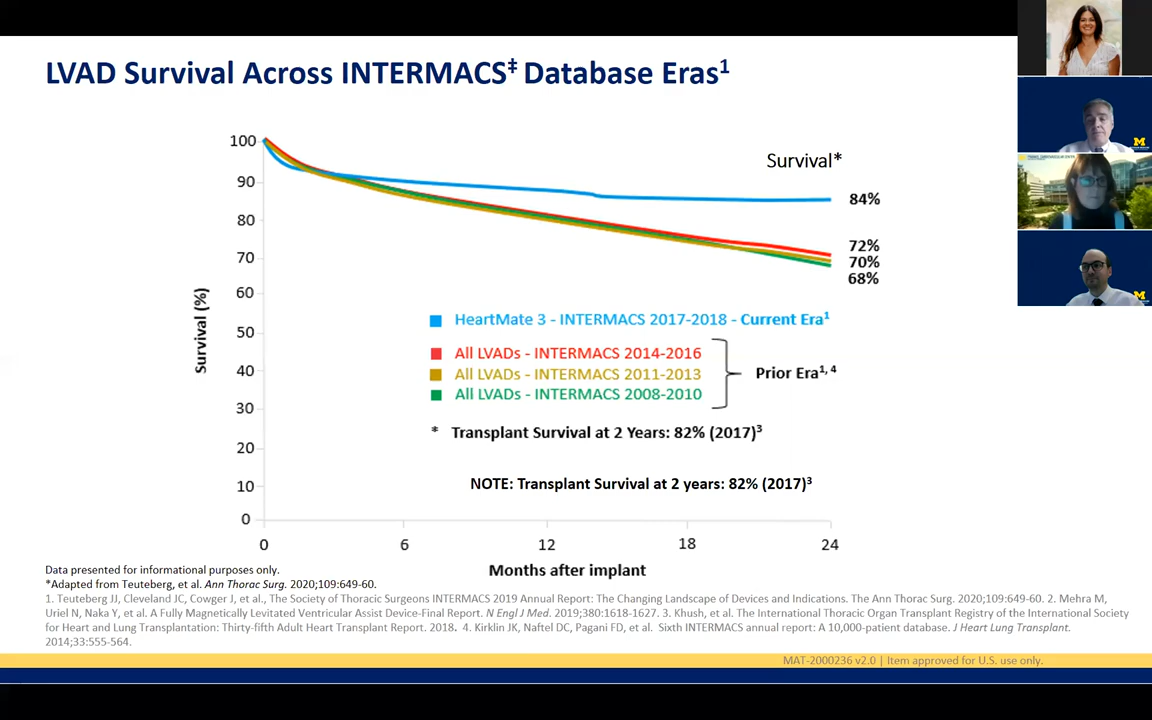 LVAD Survival Across INTERMACS‡ Database Eras1
Survival*
100
90
80
70
60
50
40
30
20
10
0
Survival (%)
84%
72%
70%
68%
HeartMate 3 - INTERMACS 2017-2018 - Current Era1
All LVADs - INTERMACS 2014-2016
All LVADs - INTERMACS 2011-2013
All LVADs - INTERMACS 2008-2010
Prior Era1, 4
* Transplant Survival at 2 Years: 82% (2017)3
NOTE: Transplant Survival at 2 years: 82% (2017)3
0 6 12 18 24
Months after implant
Data presented for informational purposes only.
*Adapted from Teuteberg, et al. Ann Thorac Surg. 2020;109:649-60.
1. Teuteberg JJ, Cleveland JC, Cowger J, et al., The Society of Thoracic Surgeons INTERMACS 2019 Annual Report: The Changing Landscape of Devices and Indications. The Ann Thorac Surg. 2020;109:649-60. 2. Mehra M,
Uriel N, Naka Y, et al. A Fully Magnetically Levitated Ventricular Assist Device-Final Report. N Engl J Med. 2019;380:1618-1627. 3. Khush, et al. The International Thoracic Organ Transplant Registry of the International Society
for Heart and Lung Transplantation: Thirty-fifth Adult Heart Transplant Report. 2018. 4. Kirklin JK, Naftel DC, Pagani FD, et al. Sixth INTERMACS annual report: A 10,000-patient database. J Heart Lung Transplant.
2014;33:555-564.
MAT-2000236 v2.0 | Item approved for U.S. use only.
M
M